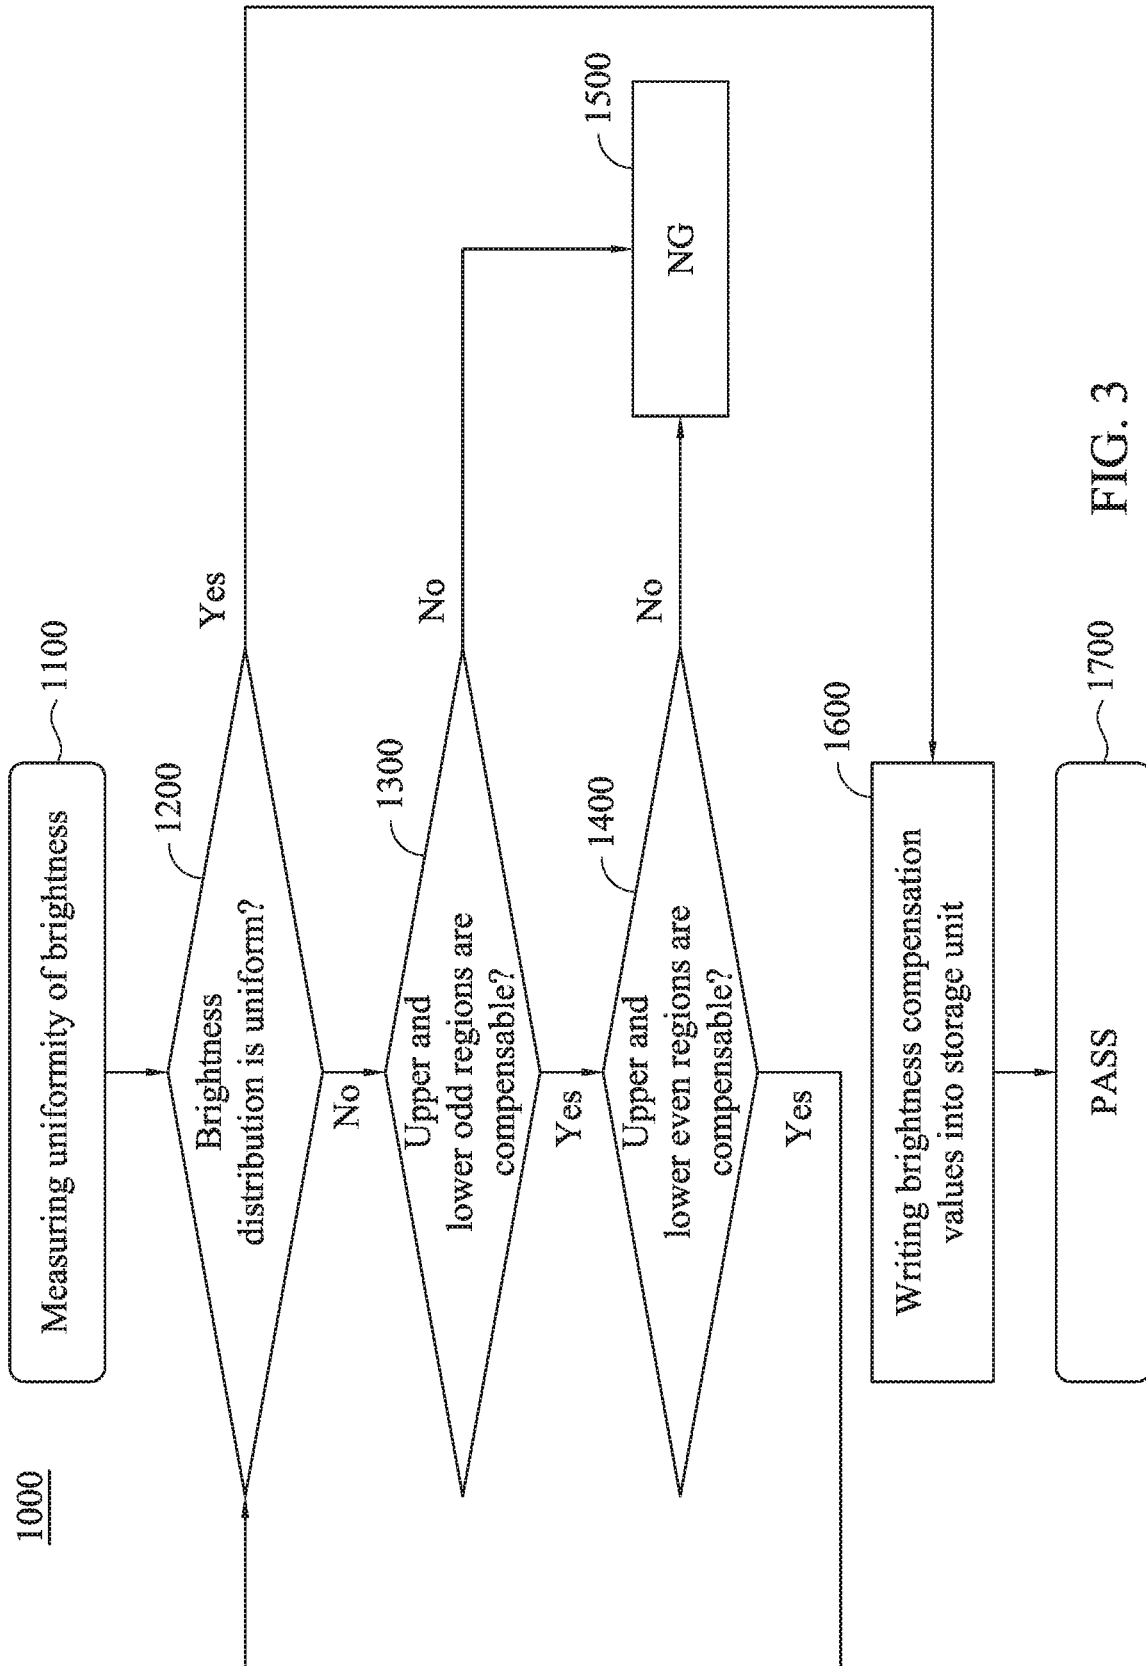 1000
Measuring uniformity of brightness
1100
Brightness
distribution is uniform?
1200
Yes
No
Upper and
lower odd regions are
compensable?
1300
No
Yes
Upper and
lower even regions are
compensable?
1400
No
Yes
NG
1500
Writing brightness compensation
values into storage unit
1600
PASS
1700
FIG. 3